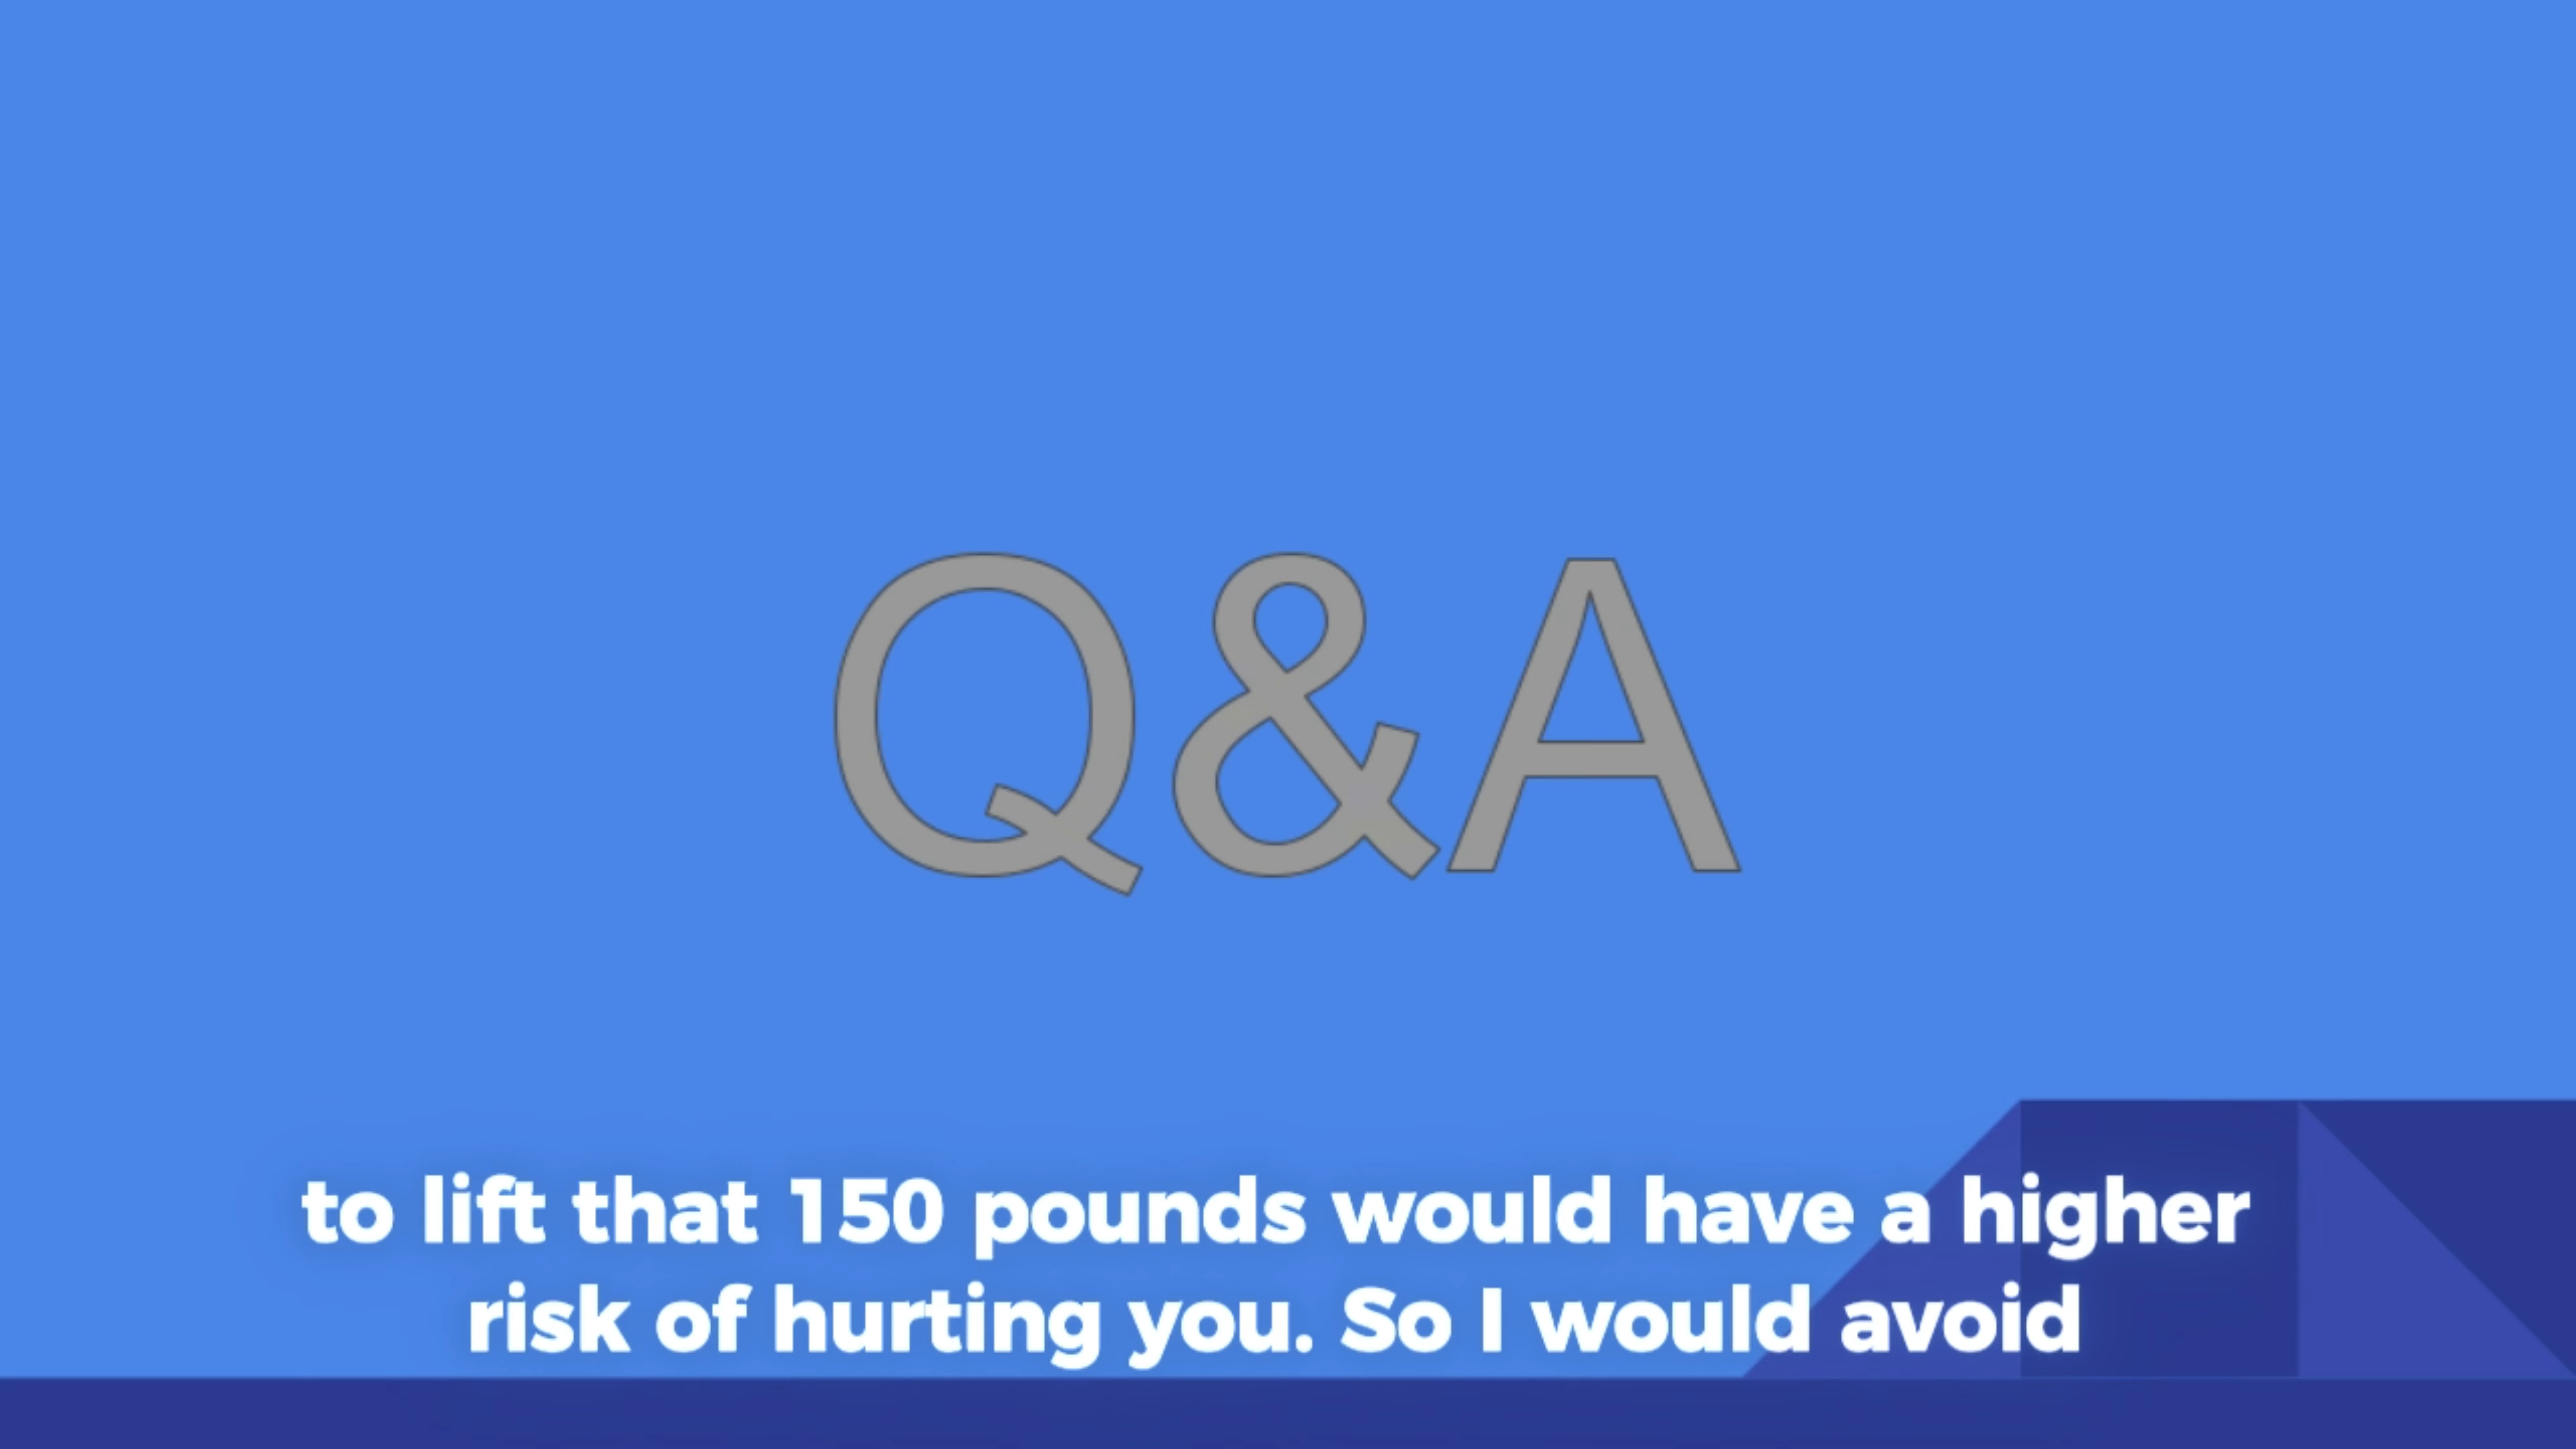 Q&A
to lift that 150 pounds would have a higher
risk of hurting you. So I would avoid